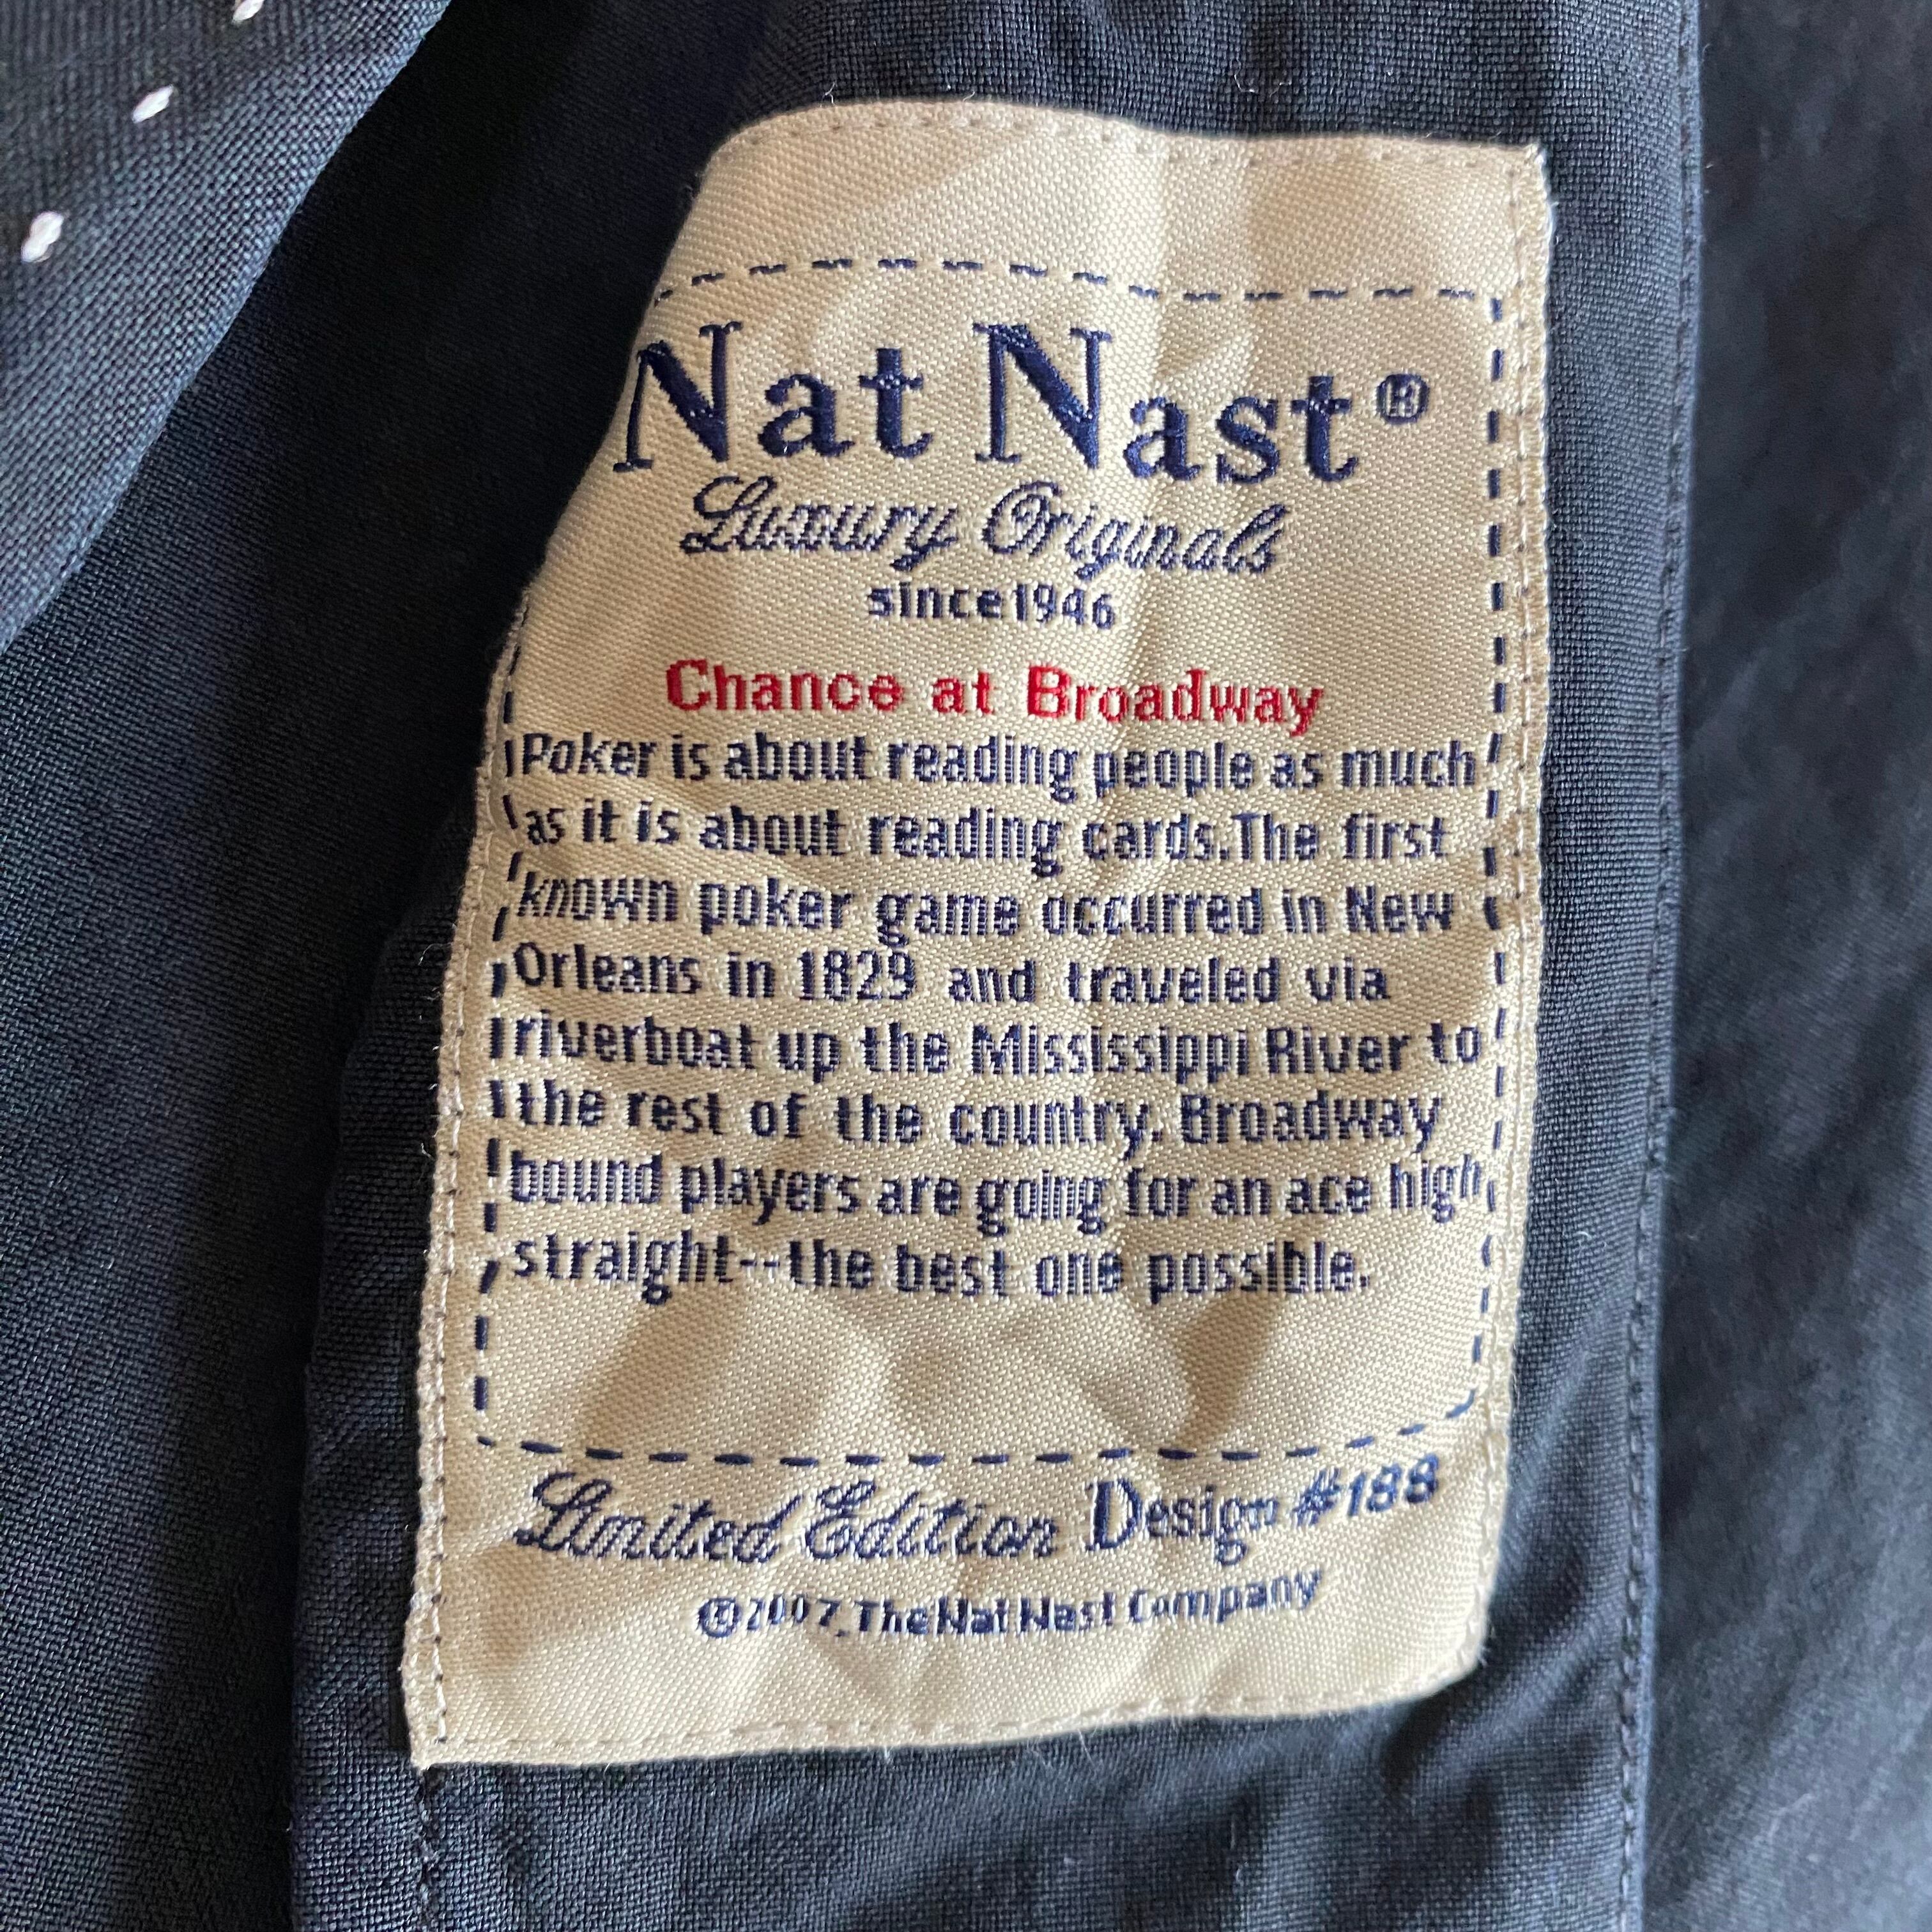 Nat Nast®
Luxury Originals
since1946
Chance at Broadway
Poker is about reading people as much
as it is about reading cards.The first
known poker game occurred in New
Orleans in 1829 and traveled via
riverboat up the Mississippi River to
the rest of the country. Broadway
bound players are going for an ace high
straight--the best one possible.
Limited Edition Design #188
©2007,The Nat Nast Company